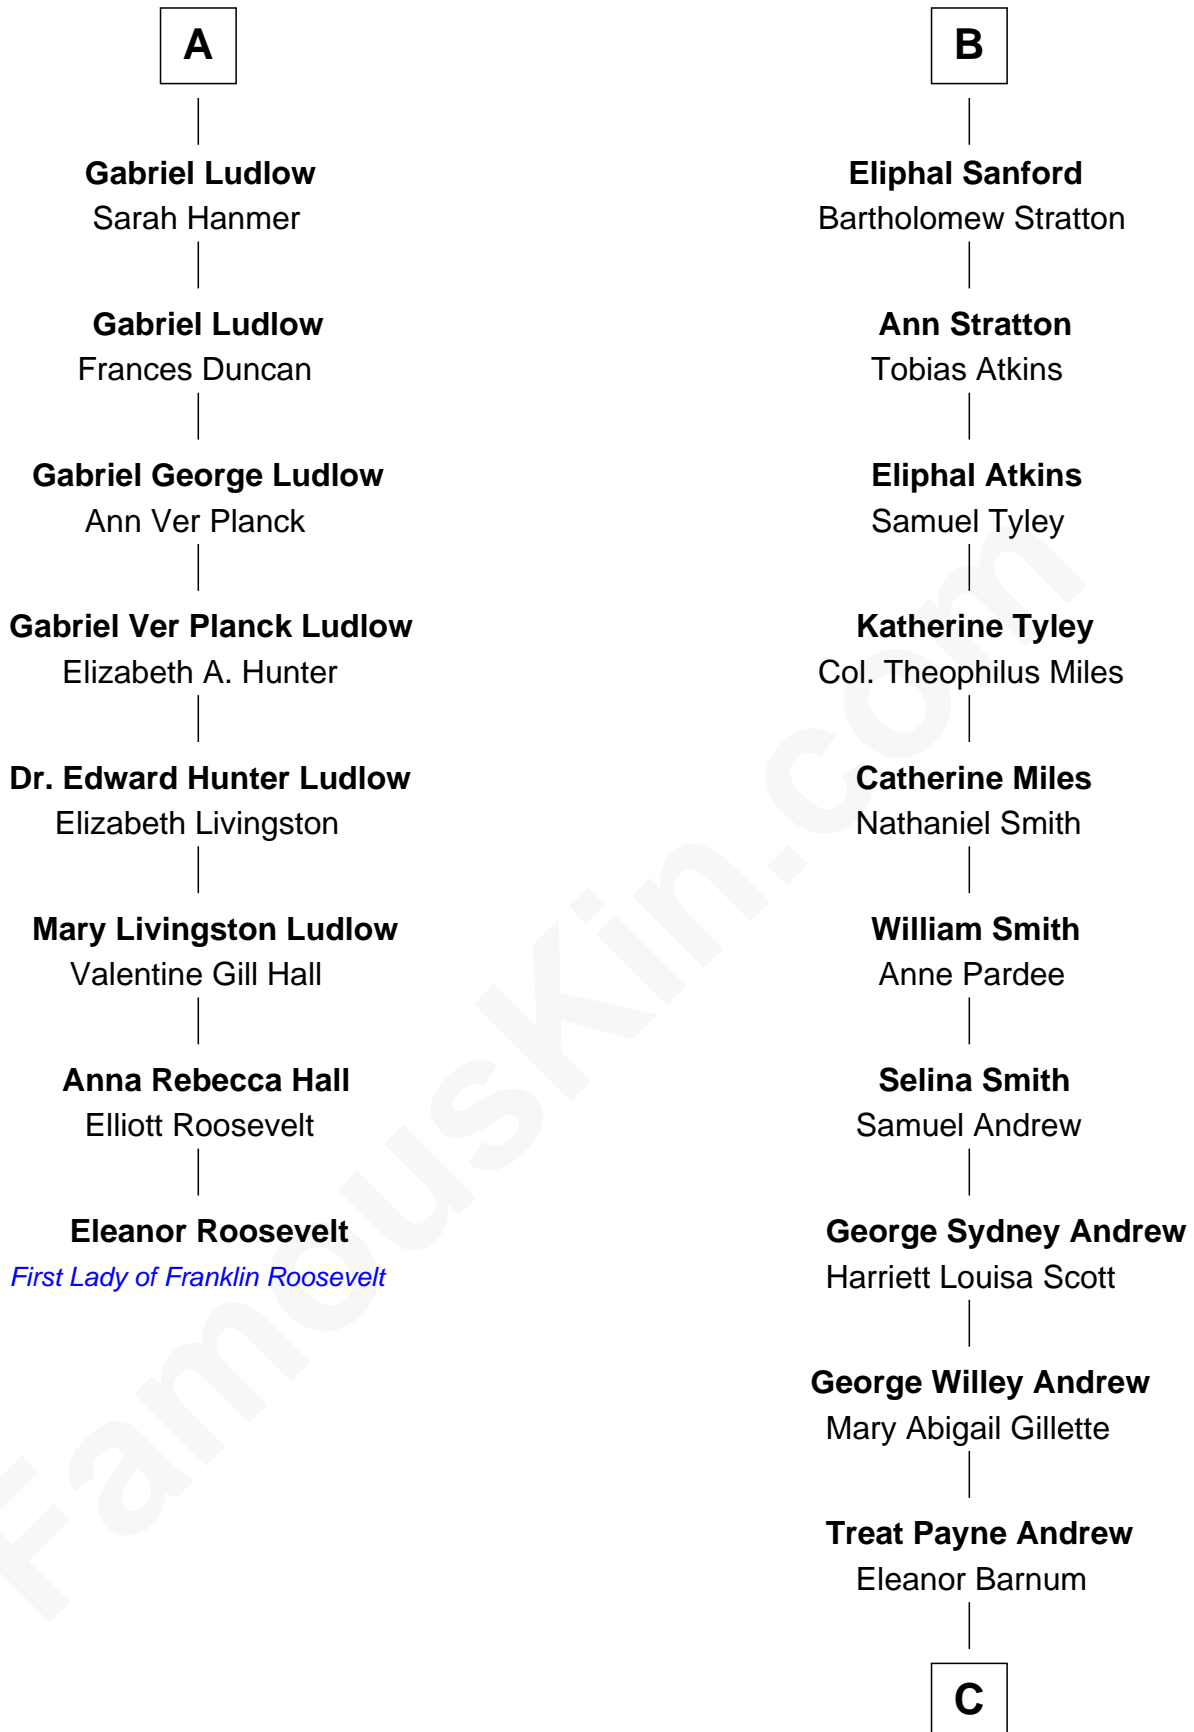 A
Gabriel Ludlow
Sarah Hanmer
Gabriel Ludlow
Frances Duncan
Gabriel George Ludlow
Ann Ver Planck
Gabriel Ver Planck Ludlow
Elizabeth A. Hunter
Dr. Edward Hunter Ludlow
Elizabeth Livingston
Mary Livingston Ludlow
Valentine Gill Hall
Anna Rebecca Hall
Elliott Roosevelt
Eleanor Roosevelt
First Lady of Franklin Roosevelt
B
Eliphal Sanford
Bartholomew Stratton
Ann Stratton
Tobias Atkins
Eliphal Atkins
Samuel Tyley
Katherine Tyley
Col. Theophilus Miles
Catherine Miles
Nathaniel Smith
William Smith
Anne Pardee
Selina Smith
Samuel Andrew
George Sydney Andrew
Harriett Louisa Scott
George Willey Andrew
Mary Abigail Gillette
Treat Payne Andrew
Eleanor Barnum
C
FamousKin.com